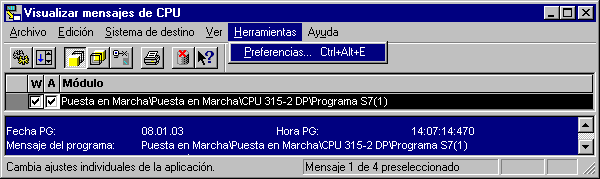 Visualizar mensajes de CPU
Archivo Edición Sistema de destino Ver Herramientas Ayuda
Preferencias... Ctrl+Alt+E
W A Módulo
Puesta en Marcha\Puesta en Marcha\CPU 315-2 DP\Programa S7(1)
Fecha PG: 08.01.03 Hora PG: 14:07:14:470
Mensaje del programa: Puesta en Marcha\Puesta en Marcha\CPU 315-2 DP\Programa S7(1)
Cambia ajustes individuales de la aplicación. Mensaje 1 de 4 preseleccionado